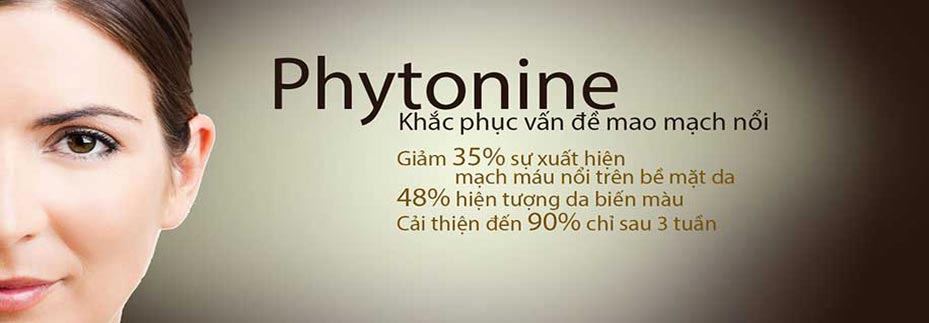 Phytonine
Khắc phục vấn đề mao mạch nổi
Giảm 35% sự xuất hiện
mạch máu nổi trên bề mặt da
48% hiện tượng da biến màu
Cải thiện đến 90% chỉ sau 3 tuần